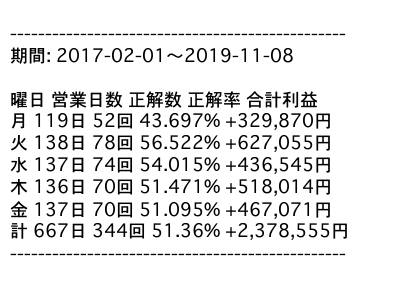 ------------------------------------------------
期間: 2017-02-01〜2019-11-08
曜日 営業日数 正解数 正解率 合計利益
月 119日 52回 43.697% +329,870円
火 138日 78回 56.522% +627,055円
水 137日 74回 54.015% +436,545円
木 136日 70回 51.471% +518,014円
金 137日 70回 51.095% +467,071円
計 667日 344回 51.36% +2,378,555円
------------------------------------------------